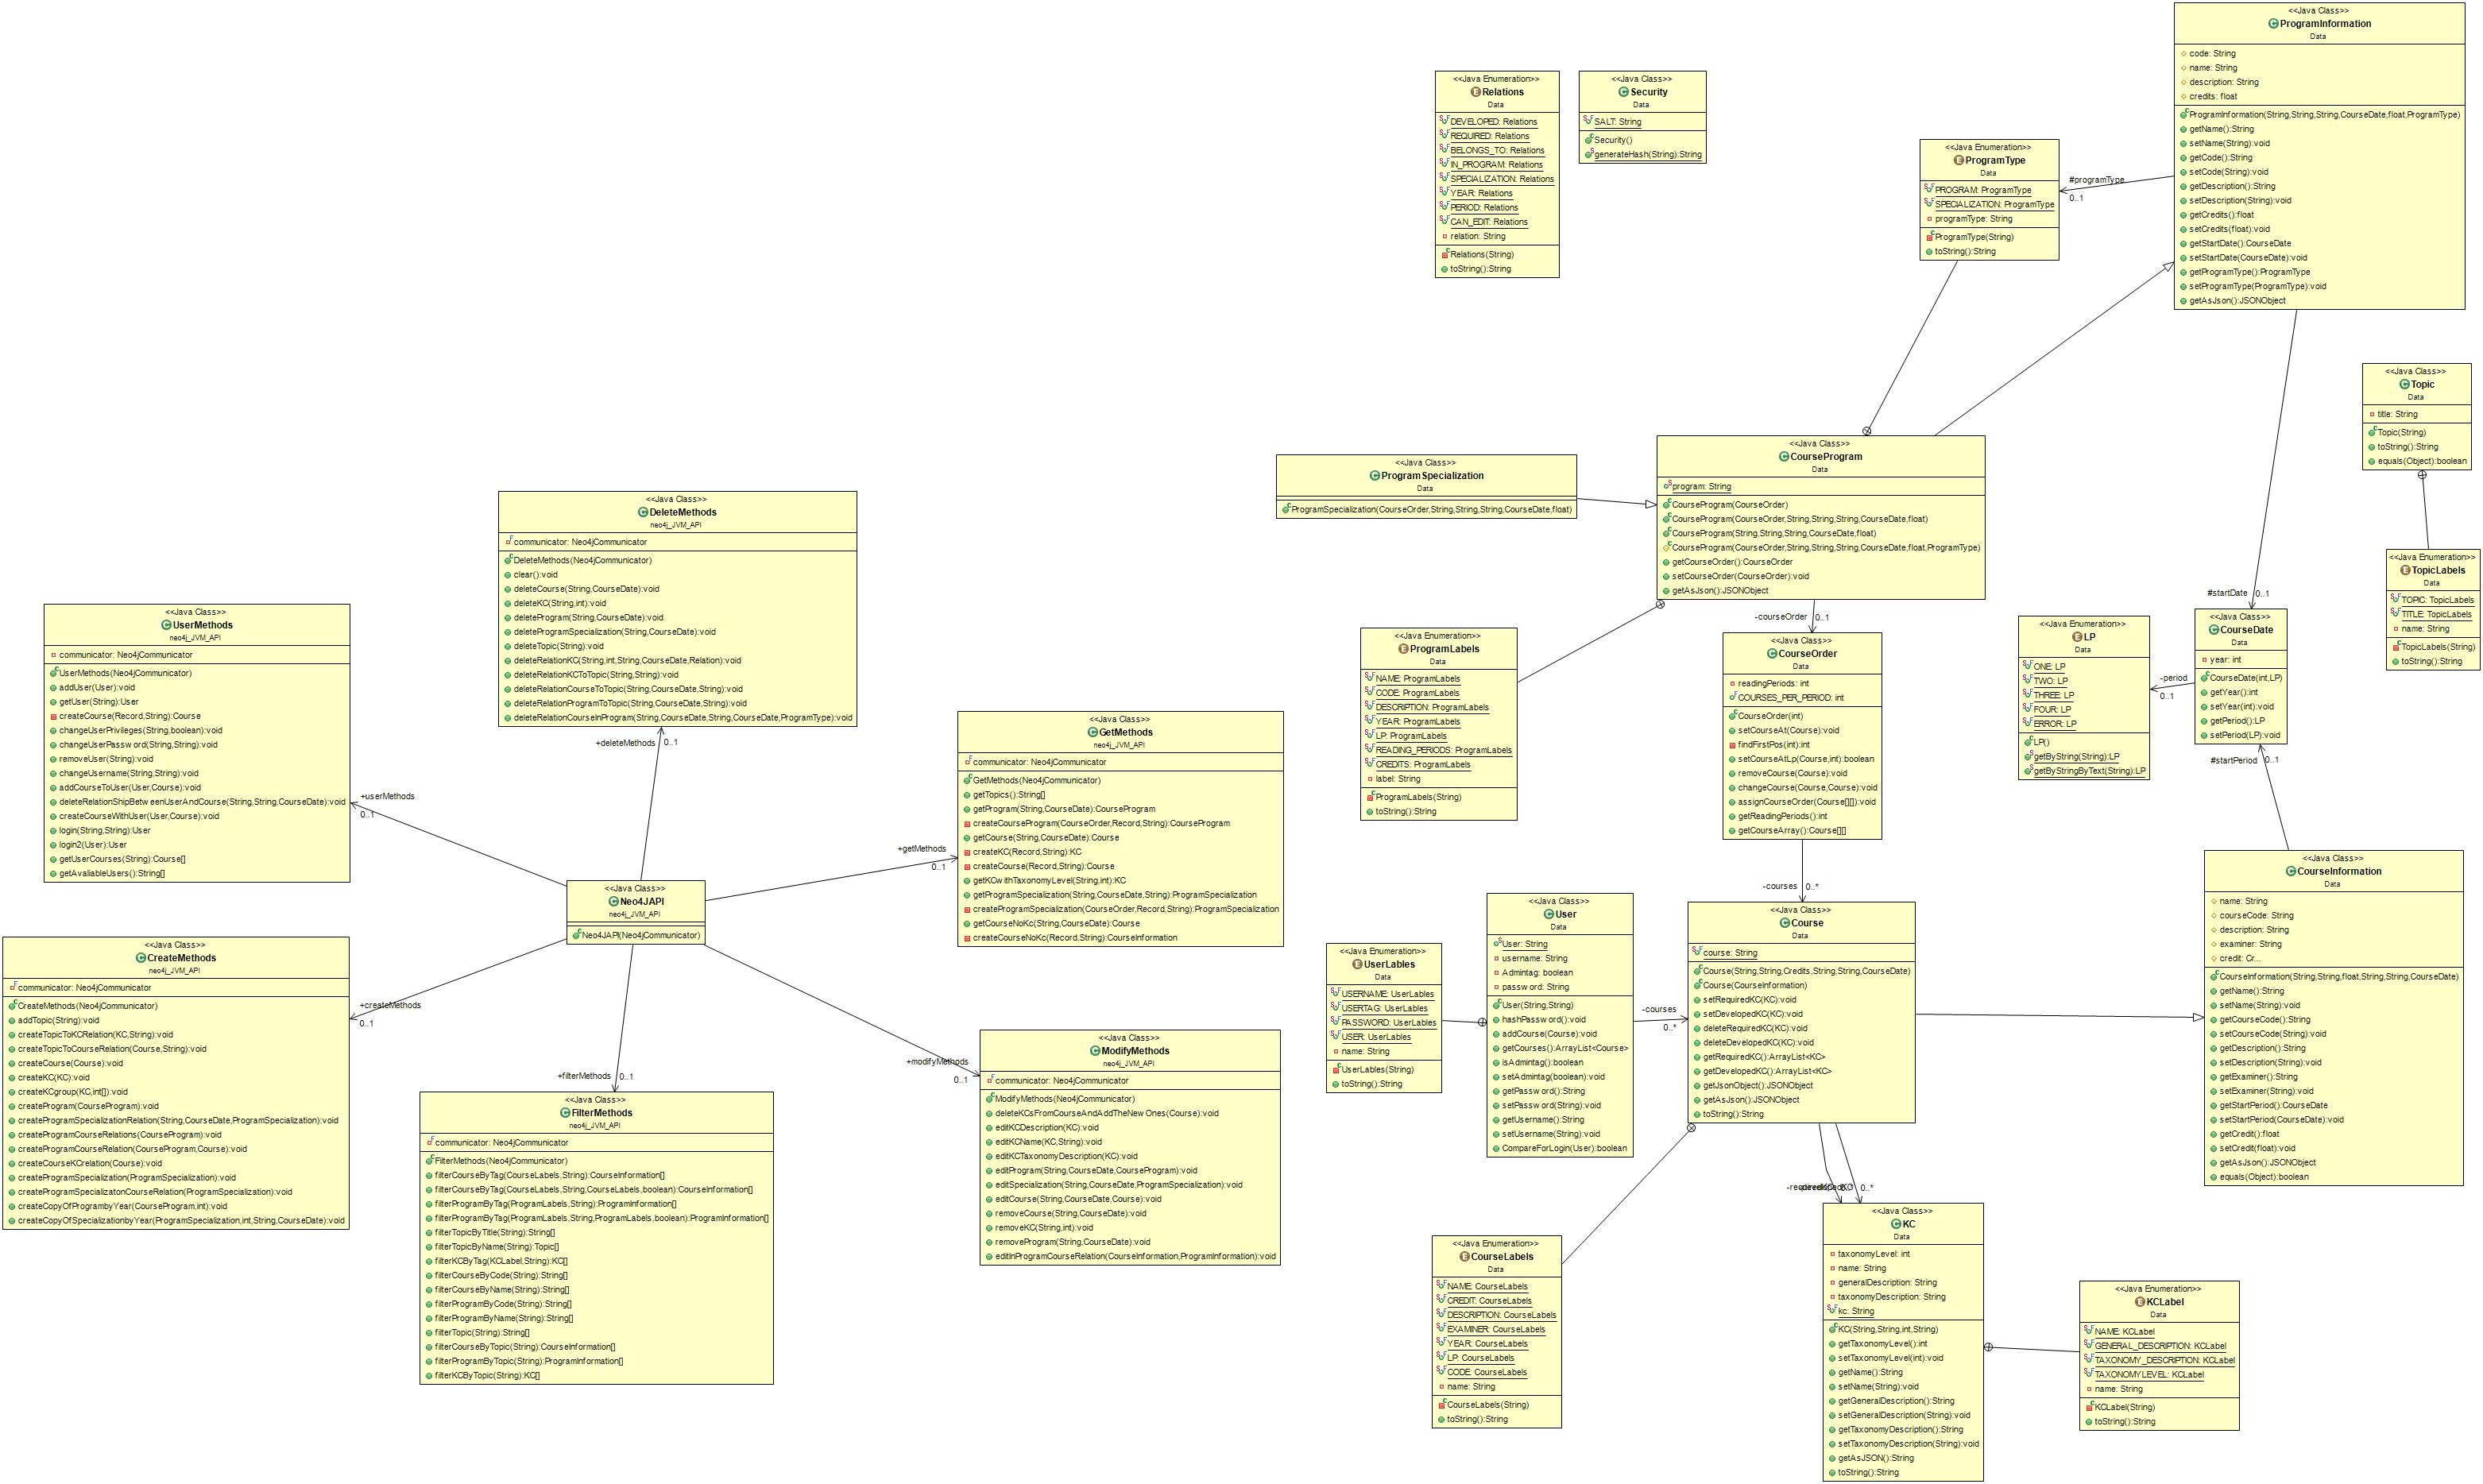 <<Java Class>>
ProgramInformation
Data
code: String
name: String
description: String
credits: float
ProgramInformation(String,String,String,CourseDate,float,ProgramType)
getName():String
setName(String):void
getCode():String
setCode(String):void
getDescription():String
setDescription(String):void
getCredits():float
setCredits(float):void
getStartDate():CourseDate
setStartDate(CourseDate):void
getProgramType():ProgramType
setProgramType(ProgramType):void
getAsJson():JSONObject
<<Java Enumeration>>
Relations
Data
DEVELOPED: Relations
REQUIRED: Relations
BELONGS_TO: Relations
IN_PROGRAM: Relations
SPECIALIZATION: Relations
YEAR: Relations
PERIOD: Relations
CAN_EDIT: Relations
relation: String
Relations(String)
toString():String
<<Java Class>>
Security
Data
SALT: String
Security()
generateHash(String):String
<<Java Enumeration>>
ProgramType
Data
PROGRAM: ProgramType
SPECIALIZATION: ProgramType
programType: String
ProgramType(String)
toString():String
#programType
0..1
<<Java Class>>
Topic
Data
title: String
Topic(String)
toString():String
equals(Object):boolean
<<Java Class>>
ProgramSpecialization
Data
ProgramSpecialization(CourseOrder,String,String,String,CourseDate,float)
<<Java Class>>
CourseProgram
Data
program: String
CourseProgram(CourseOrder)
CourseProgram(CourseOrder,String,String,String,CourseDate,float)
CourseProgram(String,String,String,CourseDate,float)
CourseProgram(CourseOrder,String,String,String,CourseDate,float,ProgramType)
getCourseOrder():CourseOrder
setCourseOrder(CourseOrder):void
getAsJson():JSONObject
<<Java Enumeration>>
TopicLabels
Data
TOPIC: TopicLabels
TITLE: TopicLabels
name: String
TopicLabels(String)
toString():String
<<Java Class>>
DeleteMethods
neo4j_JVM_API
communicator: Neo4jCommunicator
DeleteMethods(Neo4jCommunicator)
clear():void
deleteCourse(String,CourseDate):void
deleteKC(String,int):void
deleteProgram(String,CourseDate):void
deleteProgramSpecialization(String,CourseDate):void
deleteTopic(String):void
deleteRelationKC(String,int,String,CourseDate,Relation):void
deleteRelationKCToTopic(String,String):void
deleteRelationCourseToTopic(String,CourseDate,String):void
deleteRelationProgramToTopic(String,CourseDate,String):void
deleteRelationCourseInProgram(String,CourseDate,String,CourseDate,ProgramType):void
+deleteMethods
0..1
<<Java Class>>
UserMethods
neo4j_JVM_API
communicator: Neo4jCommunicator
UserMethods(Neo4jCommunicator)
addUser(User):void
getUser(String):User
createCourse(Record,String):Course
changeUserPrivileges(String,boolean):void
changeUserPassword(String,String):void
removeUser(String):void
changeUsername(String,String):void
addCourseToUser(User,Course):void
deleteRelationShipBetweenUserAndCourse(String,String,CourseDate):void
createCourseWithUser(User,Course):void
login(String,String):User
login2(User):User
getUserCourses(String):Course[]
getAvaliableUsers():String[]
+userMethods
0..1
<<Java Class>>
GetMethods
neo4j_JVM_API
communicator: Neo4jCommunicator
GetMethods(Neo4jCommunicator)
getTopics():String[]
getProgram(String,CourseDate):CourseProgram
createCourseProgram(CourseOrder,Record,String):CourseProgram
getCourse(String,CourseDate):Course
createKC(Record,String):KC
createCourse(Record,String):Course
getKCwithTaxonomyLevel(String,int):KC
getProgramSpecialization(String,CourseDate,String):ProgramSpecialization
createProgramSpecialization(CourseOrder,Record,String):ProgramSpecialization
getCourseNoKc(String,CourseDate):Course
createCourseNoKc(Record,String):CourseInformation
+getMethods
0..1
<<Java Class>>
Neo4JAPI
neo4j_JVM_API
Neo4JAPI(Neo4jCommunicator)
<<Java Class>>
CreateMethods
neo4j_JVM_API
communicator: Neo4jCommunicator
CreateMethods(Neo4jCommunicator)
addTopic(String):void
createTopicToKCRelation(KC,String):void
createTopicToCourseRelation(Course,String):void
createCourse(Course):void
createKC(KC):void
createKCgroup(KC,int[]):void
createProgram(CourseProgram):void
createProgramSpecializationRelation(String,CourseDate,ProgramSpecialization):void
createProgramCourseRelations(CourseProgram):void
createProgramCourseRelation(CourseProgram,Course):void
createCourseKCrelation(Course):void
createProgramSpecialization(ProgramSpecialization):void
createProgramSpecializatonCourseRelation(ProgramSpecialization):void
createCopyOfProgrambyYear(CourseProgram,int):void
createCopyOfSpecializationbyYear(ProgramSpecialization,int,String,CourseDate):void
+createMethods
0..1
<<Java Class>>
FilterMethods
neo4j_JVM_API
communicator: Neo4jCommunicator
FilterMethods(Neo4jCommunicator)
filterCourseByTag(CourseLabels,String):CourseInformation[]
filterCourseByTag(CourseLabels,String,CourseLabels,boolean):CourseInformation[]
filterProgramByTag(ProgramLabels,String):ProgramInformation[]
filterProgramByTag(ProgramLabels,String,ProgramLabels,boolean):ProgramInformation[]
filterTopicByTitle(String):String[]
filterTopicByName(String):Topic[]
filterKCByTag(KCLabel,String):KC[]
filterCourseByCode(String):String[]
filterCourseByName(String):String[]
filterProgramByCode(String):String[]
filterProgramByName(String):String[]
filterTopic(String):String[]
filterCourseByTopic(String):CourseInformation[]
filterProgramByTopic(String):ProgramInformation[]
filterKCByTopic(String):KC[]
+filterMethods
0..1
<<Java Class>>
ModifyMethods
neo4j_JVM_API
communicator: Neo4jCommunicator
ModifyMethods(Neo4jCommunicator)
deleteKCsFromCourseAndAddTheNewOnes(Course):void
editKCDescription(KC):void
editKCName(KC,String):void
editKCTaxonomyDescription(KC):void
editProgram(String,CourseDate,CourseProgram):void
editSpecialization(String,CourseDate,ProgramSpecialization):void
editCourse(String,CourseDate,Course):void
removeCourse(String,CourseDate):void
removeKC(String,int):void
removeProgram(String,CourseDate):void
editInProgramCourseRelation(CourseInformation,ProgramInformation):void
+modifyMethods
0..1
<<Java Enumeration>>
ProgramLabels
Data
NAME: ProgramLabels
CODE: ProgramLabels
DESCRIPTION: ProgramLabels
YEAR: ProgramLabels
LP: ProgramLabels
READING_PERIODS: ProgramLabels
CREDITS: ProgramLabels
label: String
ProgramLabels(String)
toString():String
-courseOrder
0..1
<<Java Class>>
CourseOrder
Data
readingPeriods: int
COURSES_PER_PERIOD: int
CourseOrder(int)
setCourseAt(Course):void
findFirstPos(int):int
setCourseAtLp(Course,int):boolean
removeCourse(Course):void
changeCourse(Course,Course):void
assignCourseOrder(Course[][]):void
getReadingPeriods():int
getCourseArray():Course[][]
-courses
0..*
<<Java Enumeration>>
LP
Data
ONE: LP
TWO: LP
THREE: LP
FOUR: LP
ERROR: LP
LP()
getByString(String):LP
getByStringByText(String):LP
#startDate
0..1
<<Java Class>>
CourseDate
Data
year: int
CourseDate(int,LP)
getYear():int
setYear(int):void
getPeriod():LP
setPeriod(LP):void
-period
0..1
#startPeriod
0..1
<<Java Class>>
CourseInformation
Data
name: String
courseCode: String
description: String
examiner: String
credit: Cr...
CourseInformation(String,String,float,String,String,CourseDate)
getName():String
setName(String):void
getCourseCode():String
setCourseCode(String):void
getDescription():String
setDescription(String):void
getExaminer():String
setExaminer(String):void
getStartPeriod():CourseDate
setStartPeriod(CourseDate):void
getCredit():float
setCredit(float):void
getAsJson():JSONObject
equals(Object):boolean
<<Java Enumeration>>
UserLables
Data
USERNAME: UserLables
USERTAG: UserLables
PASSWORD: UserLables
USER: UserLables
name: String
UserLables(String)
toString():String
<<Java Class>>
User
Data
User: String
username: String
Admintag: boolean
password: String
User(String,String)
hashPassword():void
addCourse(Course):void
getCourses():ArrayList<Course>
isAdmintag():boolean
setAdmintag(boolean):void
getPassword():String
setPassword(String):void
getUsername():String
setUsername(String):void
CompareForLogin(User):boolean
-courses
0..*
<<Java Class>>
Course
Data
course: String
Course(String,String,Credits,String,String,CourseDate)
Course(CourseInformation)
setRequiredKC(KC):void
setDevelopedKC(KC):void
deleteRequiredKC(KC):void
deleteDevelopedKC(KC):void
getRequiredKC():ArrayList<KC>
getDevelopedKC():ArrayList<KC>
getJsonObject():JSONObject
getAsJson():JSONObject
toString():String
0..*
<<Java Enumeration>>
CourseLabels
Data
NAME: CourseLabels
CREDIT: CourseLabels
DESCRIPTION: CourseLabels
EXAMINER: CourseLabels
YEAR: CourseLabels
LP: CourseLabels
CODE: CourseLabels
name: String
CourseLabels(String)
toString():String
<<Java Class>>
KC
Data
taxonomyLevel: int
name: String
generalDescription: String
taxonomyDescription: String
kc: String
KC(String,String,int,String)
getTaxonomyLevel():int
setTaxonomyLevel(int):void
getName():String
setName(String):void
getGeneralDescription():String
setGeneralDescription(String):void
getTaxonomyDescription():String
setTaxonomyDescription(String):void
getAsJSON():String
toString():String
<<Java Enumeration>>
KCLabel
Data
NAME: KCLabel
GENERAL_DESCRIPTION: KCLabel
TAXONOMY_DESCRIPTION: KCLabel
TAXONOMYLEVEL: KCLabel
name: String
KCLabel(String)
toString():String